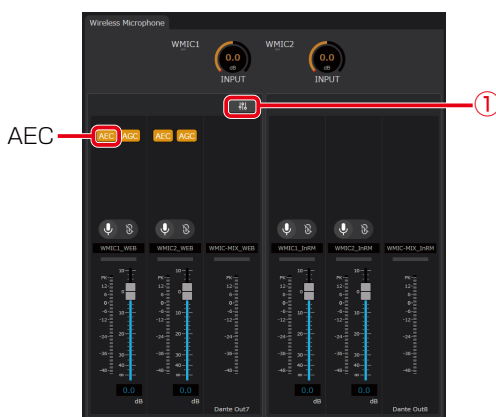 Wireless Microphone
WMIC1
0.0
dB
INPUT
WMIC2
0.0
dB
INPUT
①
AEC
AEC AGC AEC AGC
WMIC1_WEB WMIC2_WEB WMIC-MIX_WEB WMIC1_InRM WMIC2_InRM WMIC-MIX_InRM
0.0 0.0 0.0 0.0
dB dB dB dB
Dante Out7 Dante Out8